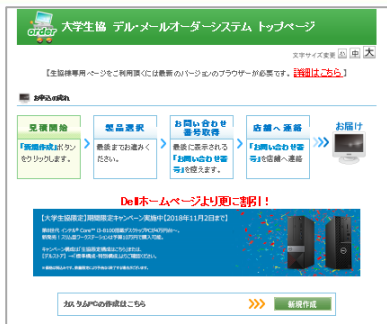 order 大学生協 デル・メールオーダーシステム トップページ
文字サイズ変更 小 中 大
【生協様専用ページをご利用頂くには最新のバージョンのブラウザーが必要です。詳細はこちら】
お申込の流れ
見積開始
「新規作成」ボタン
をクリックします。
製品選択
最後までお進みく
ださい。
お問い合わせ
番号取得
最後に表示される
「お問い合わせ番
号」を控えます。
店舗へ連絡
「お問い合わせ番
号」を店舗へ連絡
お届け
Dellホームページより更に割引！
【大学生協限定】期間限定キャンペーン実施中【2018年11月2日まで】
カスタムPCの作成はこちら
新規作成